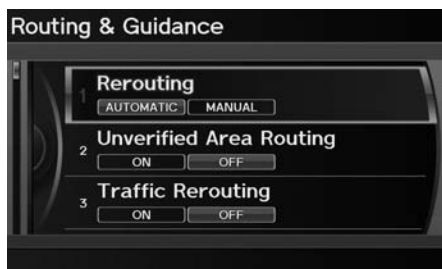 Routing & Guidance
1 Rerouting
AUTOMATIC MANUAL
2 Unverified Area Routing
ON OFF
3 Traffic Rerouting
ON OFF